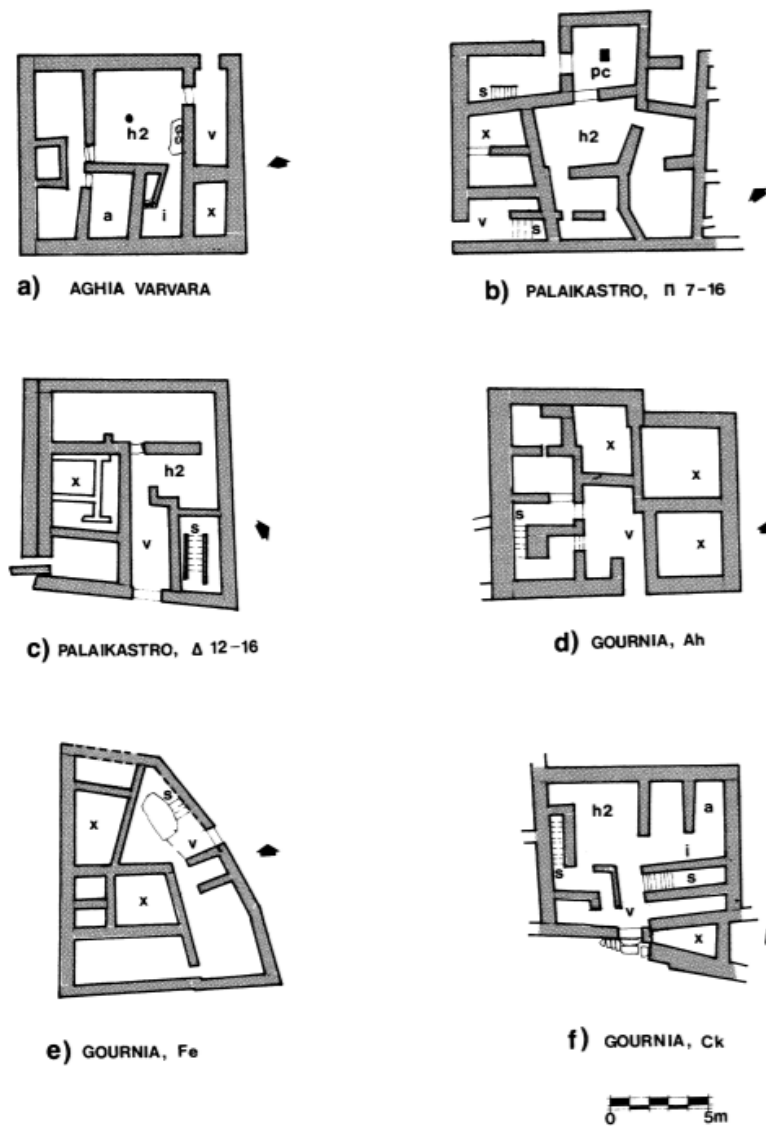 h2
v
a
i
x
a) AGHIA VARVARA
pc
s
x
h2
v
s
b) PALAIKASTRO, Π 7-16
h2
x
s
v
c) PALAIKASTRO, Δ 12-16
x
x
s
v
x
d) GOURNIA, Ah
s
x
v
x
e) GOURNIA, Fe
h2
a
i
s
s
v
x
f) GOURNIA, Ck
0 5m